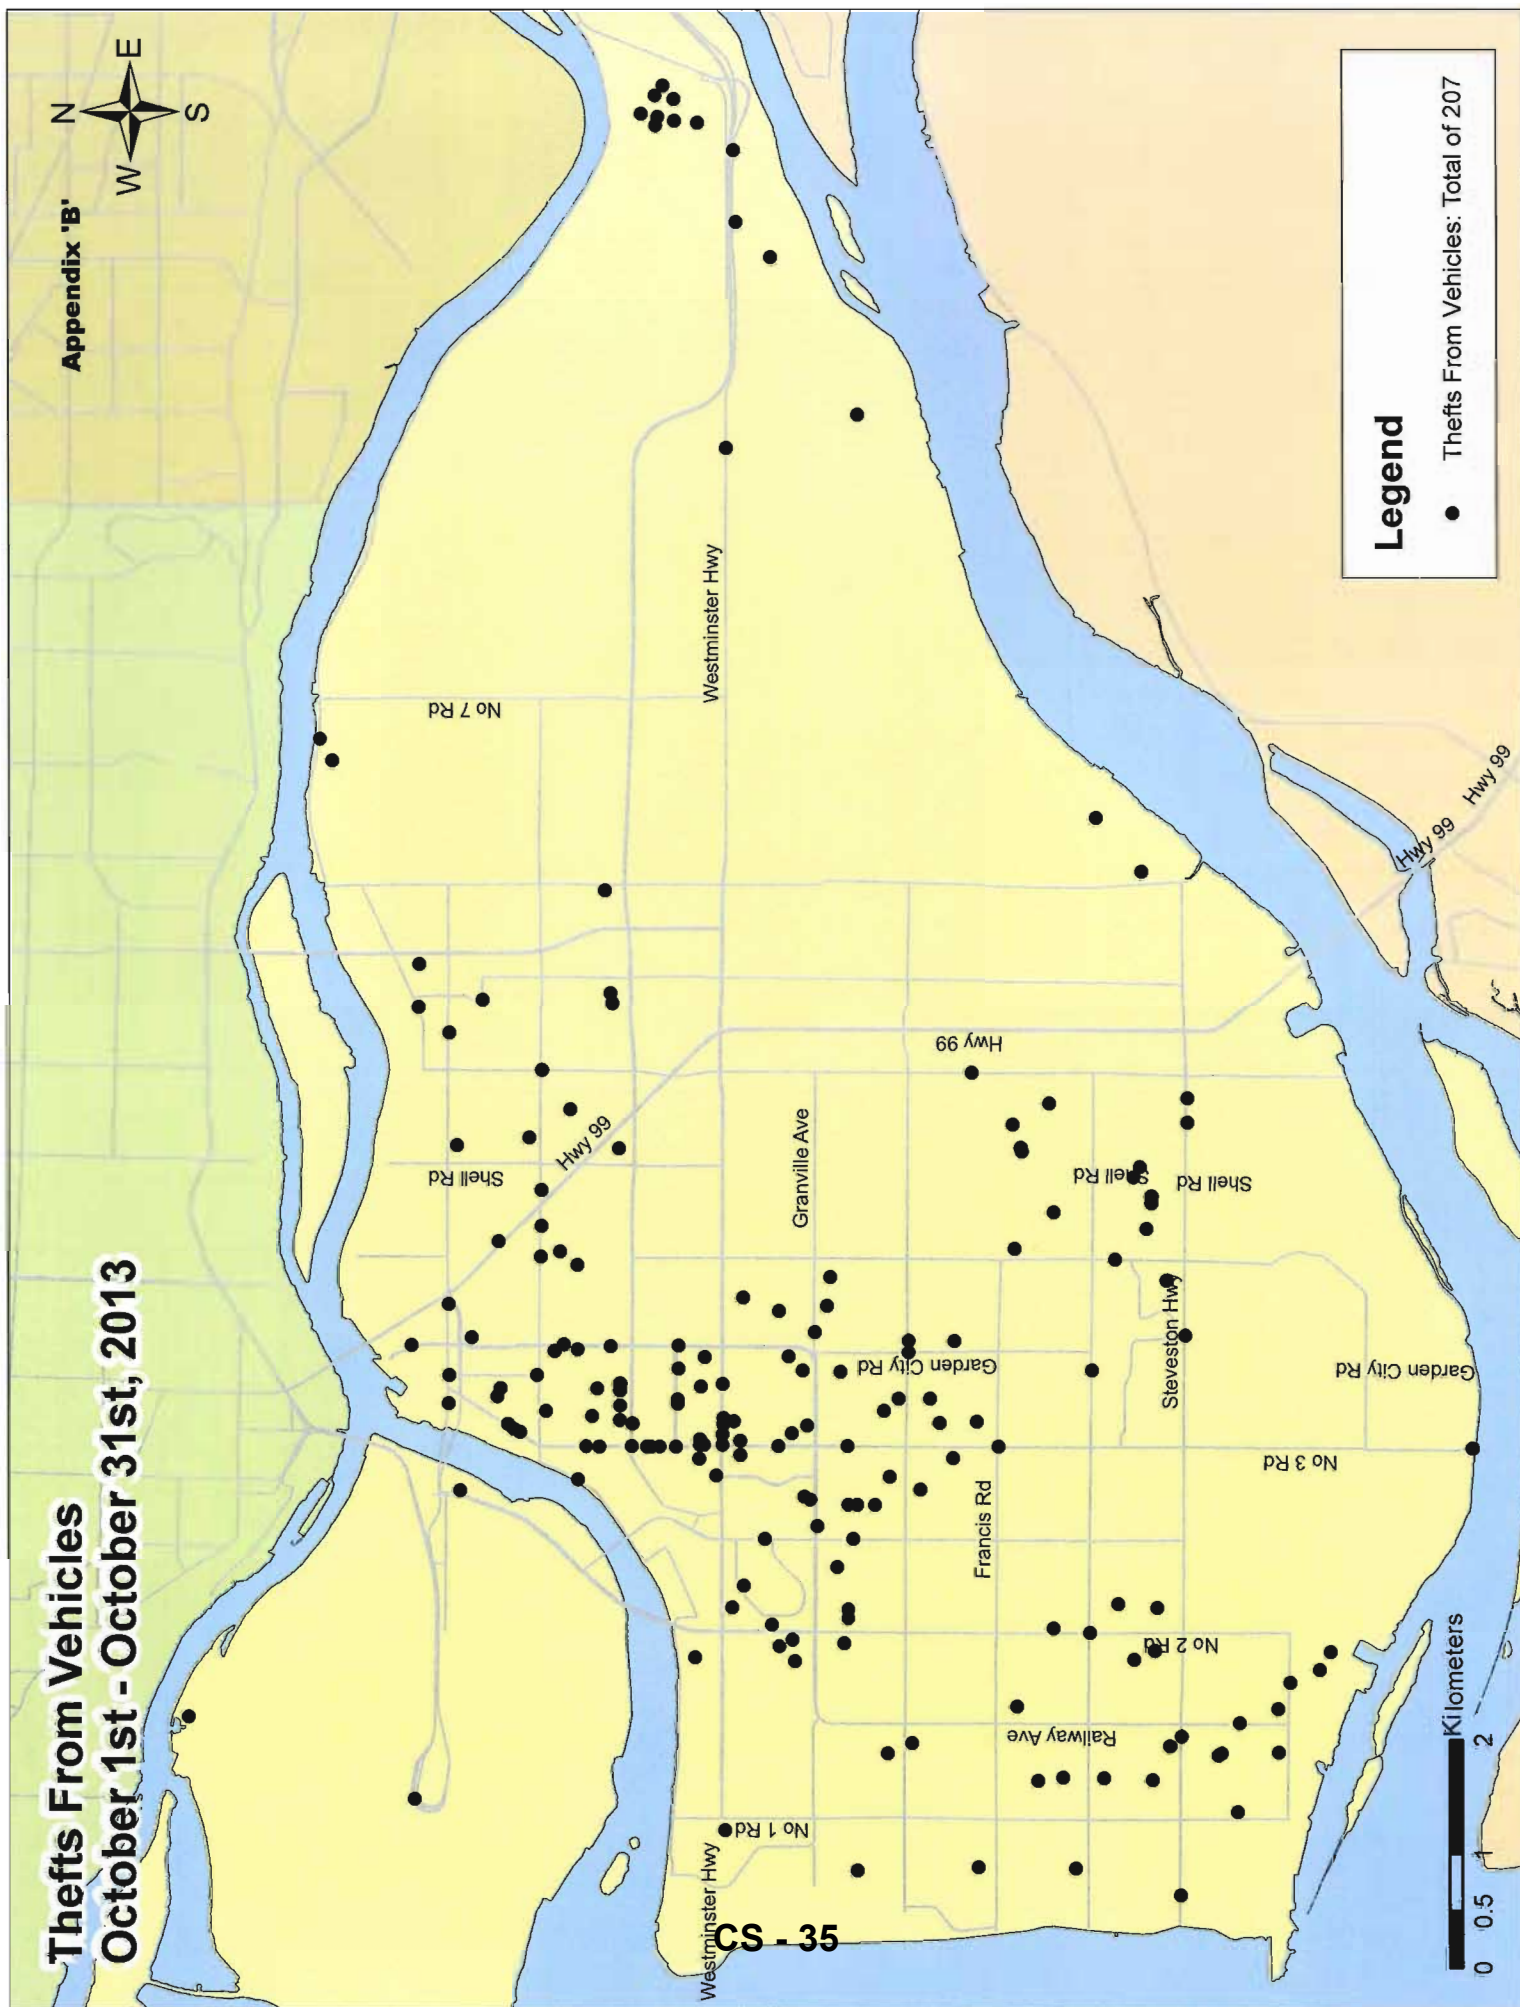 Thefts From Vehicles
October 1st - October 31st, 2013
Appendix 'B'
N
W
E
S
No 7 Rd
Westminster Hwy
Hwy 99
Hwy 99
Hwy 99
Hwy 99
Shell Rd
Granville Ave
Shell Rd
Shell Rd
Garden City Rd
Steveston Hwy
Garden City Rd
No 3 Rd
Francis Rd
No 2 Rd
Railway Ave
No 1 Rd
Westminster Hwy
Legend
Thefts From Vehicles: Total of 207
0 0.5 1 2
Kilometers
CS - 35